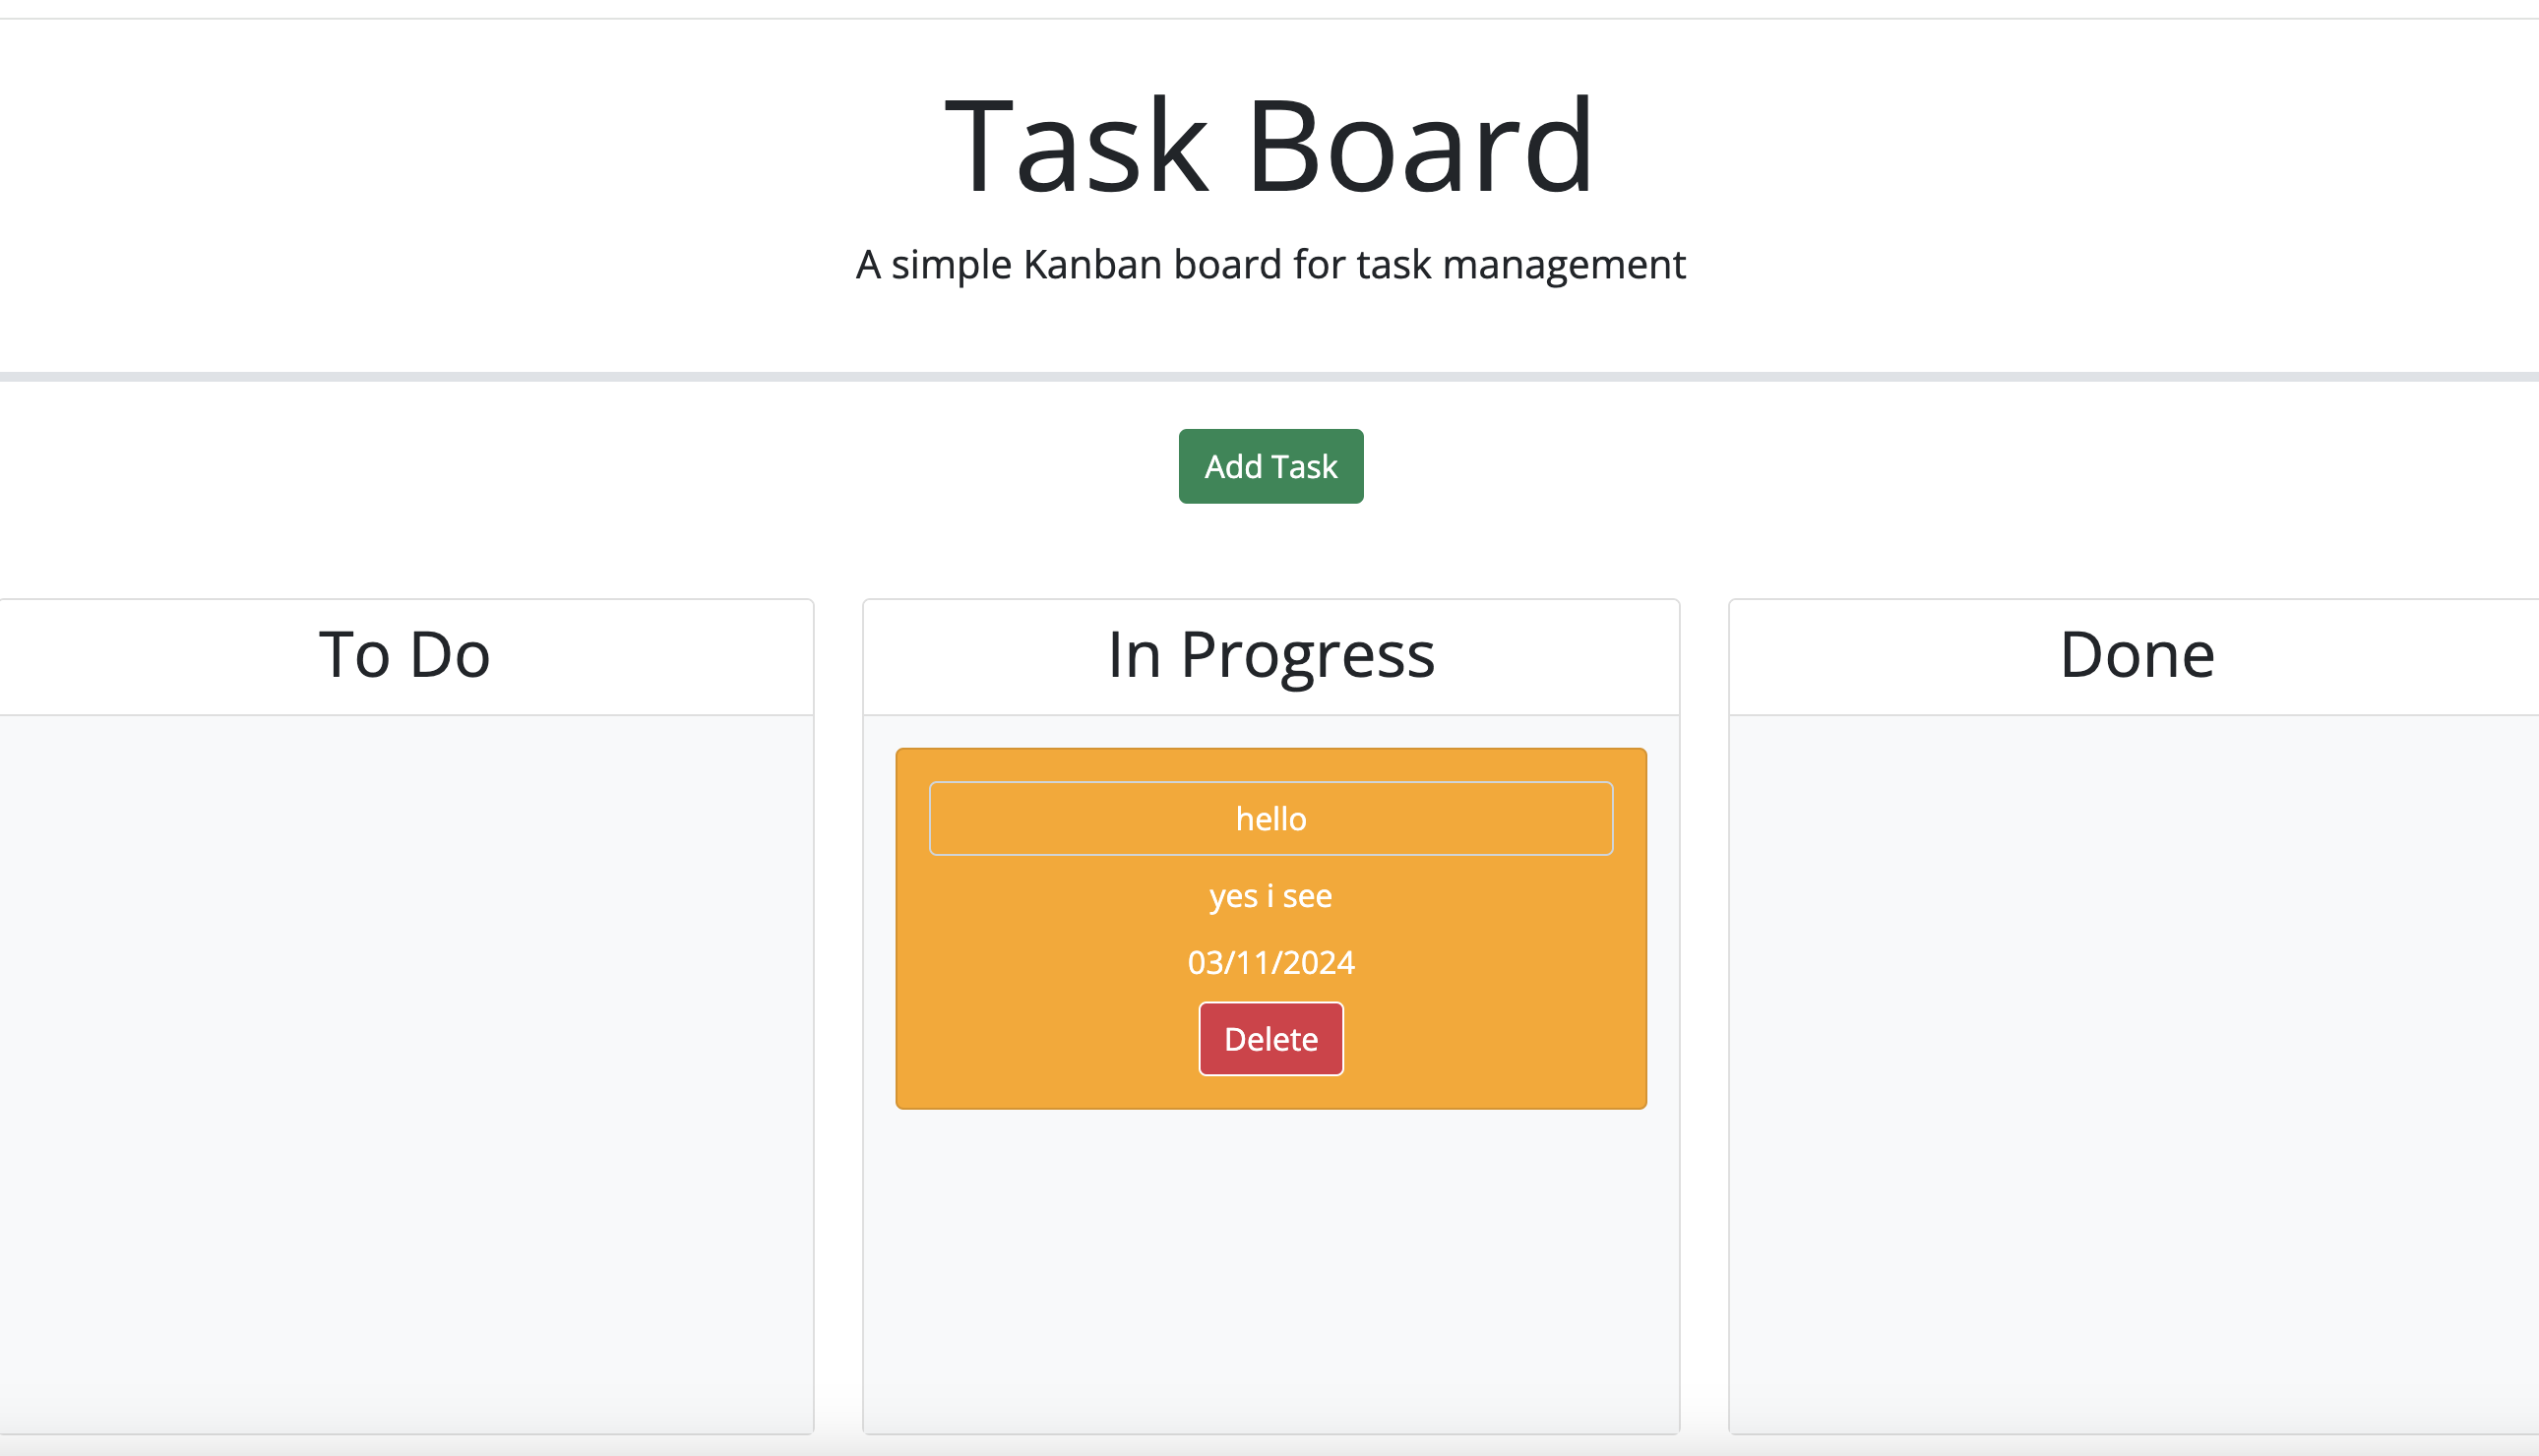 Task Board
A simple Kanban board for task management
Add Task
To Do
In Progress
Done
hello
yes i see
03/11/2024
Delete